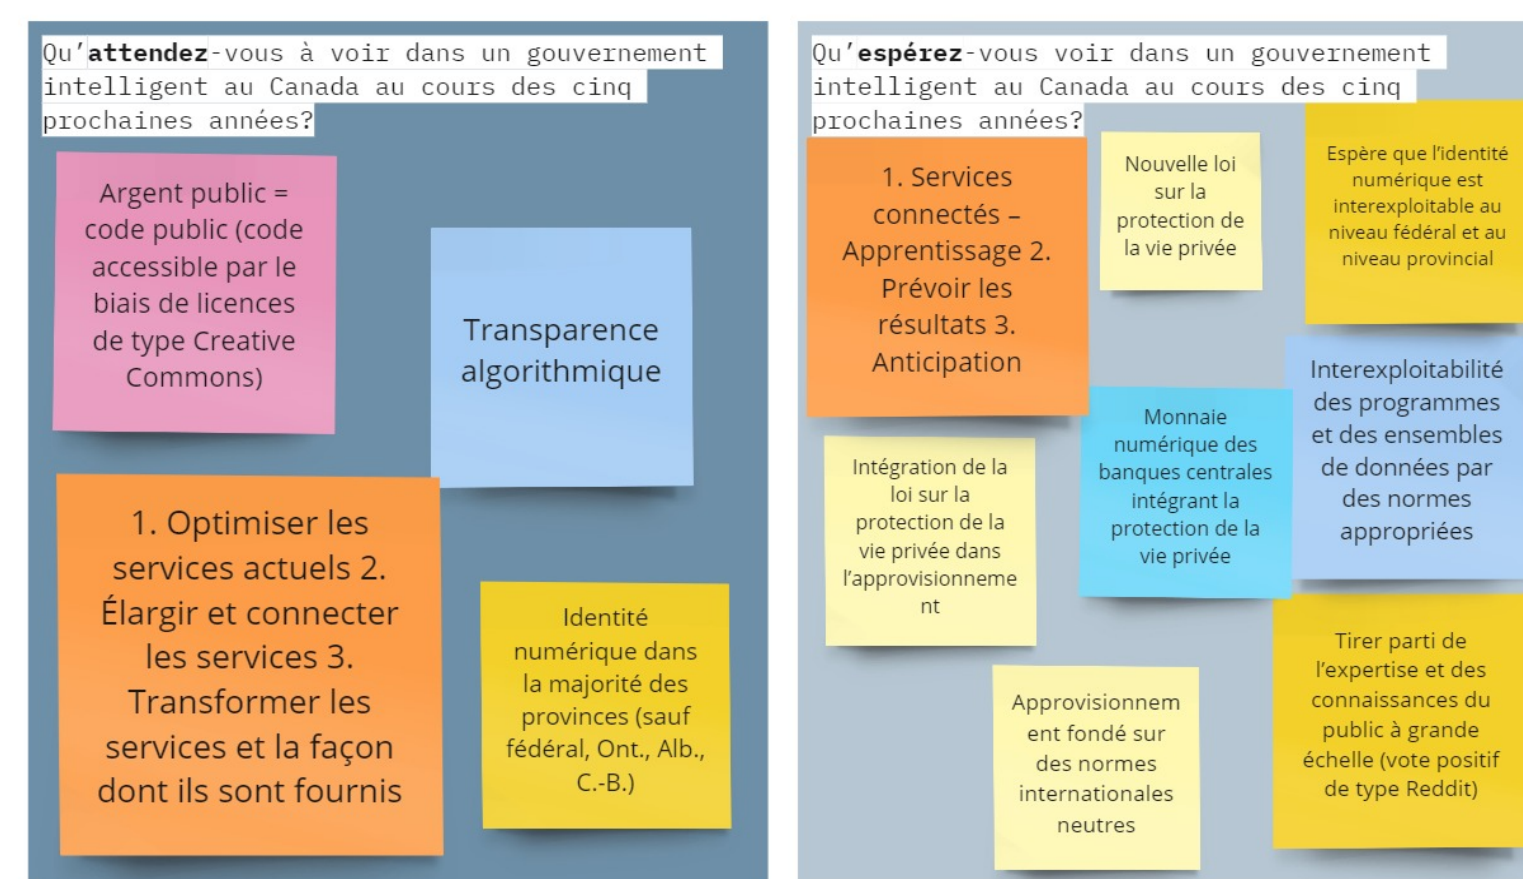 Qu’attendez-vous à voir dans un gouvernement
intelligent au Canada au cours des cinq
prochaines années?
Argent public =
code public (code
accessible par le
biais de licences
de type Creative
Commons)
Transparence
algorithmique
1. Optimiser les
services actuels 2.
Élargir et connecter
les services 3.
Transformer les
services et la façon
dont ils sont fournis
Identité
numérique dans
la majorité des
provinces (sauf
fédéral, Ont., Alb.,
C.-B.)
Qu’espérez-vous voir dans un gouvernement
intelligent au Canada au cours des cinq
prochaines années?
1. Services
connectés –
Apprentissage 2.
Prévoir les
résultats 3.
Anticipation
Nouvelle loi
sur la
protection de
la vie privée
Espère que l’identité
numérique est
interexploitable au
niveau fédéral et au
niveau provincial
Intégration de la
loi sur la
protection de la
vie privée dans
l’approvisionneme
nt
Monnaie
numérique des
banques centrales
intégrant la
protection de la
vie privée
Interexploitabilité
des programmes
et des ensembles
de données par
des normes
appropriées
Approvisionnem
ent fondé sur
des normes
internationales
neutres
Tirer parti de
l’expertise et des
connaissances du
public à grande
échelle (vote positif
de type Reddit)